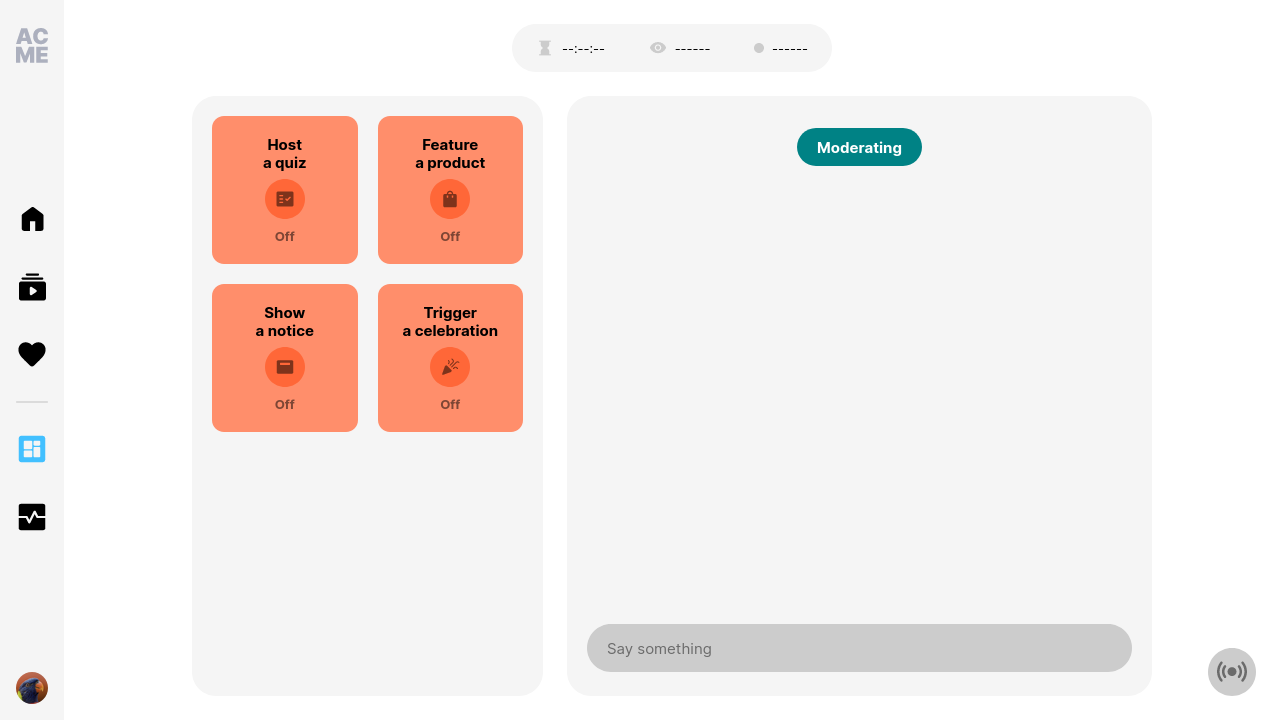 AC
ME
--:--:--
------
------
Host
a quiz
Off
Feature
a product
Off
Show
a notice
Off
Trigger
a celebration
Off
Moderating
Say something